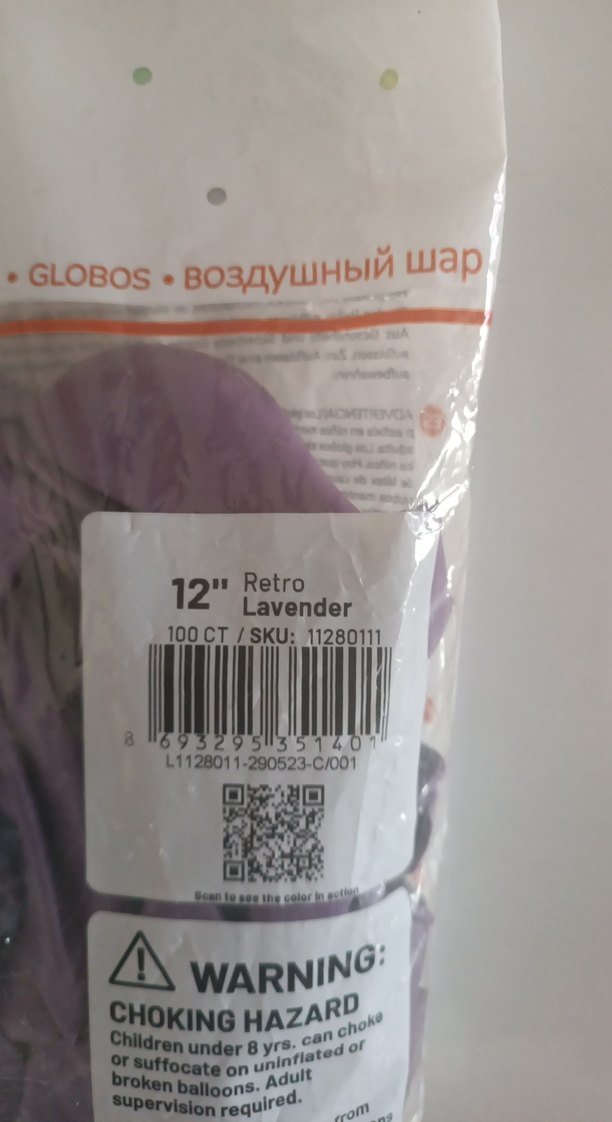 • GLOBOS • воздушный шар
12" Retro
Lavender
100 CT / SKU: 11280111
8 693295 351401
L1128011-290523-C/001
Scan to see the color in action
WARNING:
CHOKING HAZARD
Children under 8 yrs. can choke
or suffocate on uninflated or
broken balloons. Adult
supervision required.
from